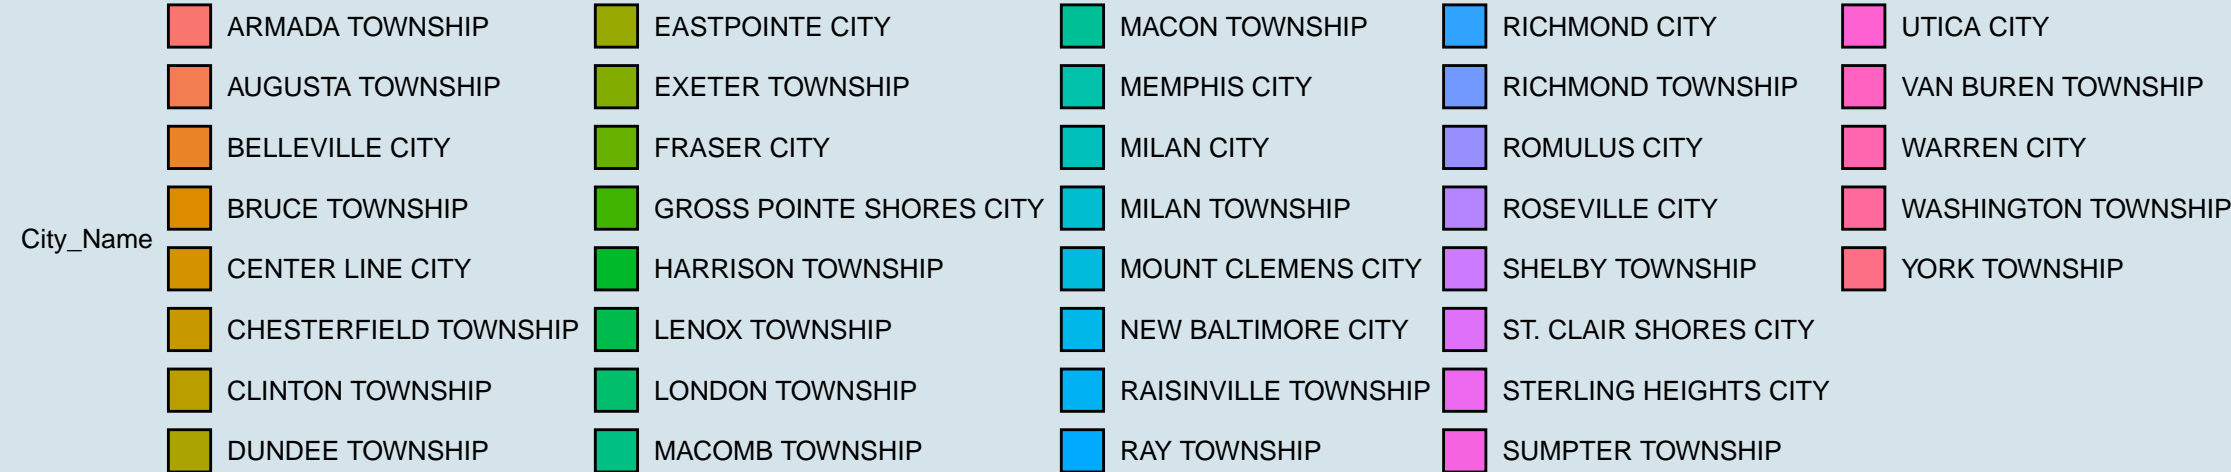 City_Name
ARMADA TOWNSHIP
AUGUSTA TOWNSHIP
BELLEVILLE CITY
BRUCE TOWNSHIP
CENTER LINE CITY
CHESTERFIELD TOWNSHIP
CLINTON TOWNSHIP
DUNDEE TOWNSHIP
EASTPOINTE CITY
EXETER TOWNSHIP
FRASER CITY
GROSS POINTE SHORES CITY
HARRISON TOWNSHIP
LENOX TOWNSHIP
LONDON TOWNSHIP
MACOMB TOWNSHIP
MACON TOWNSHIP
MEMPHIS CITY
MILAN CITY
MILAN TOWNSHIP
MOUNT CLEMENS CITY
NEW BALTIMORE CITY
RAISINVILLE TOWNSHIP
RAY TOWNSHIP
RICHMOND CITY
RICHMOND TOWNSHIP
ROMULUS CITY
ROSEVILLE CITY
SHELBY TOWNSHIP
ST. CLAIR SHORES CITY
STERLING HEIGHTS CITY
SUMPTER TOWNSHIP
UTICA CITY
VAN BUREN TOWNSHIP
WARREN CITY
WASHINGTON TOWNSHIP
YORK TOWNSHIP